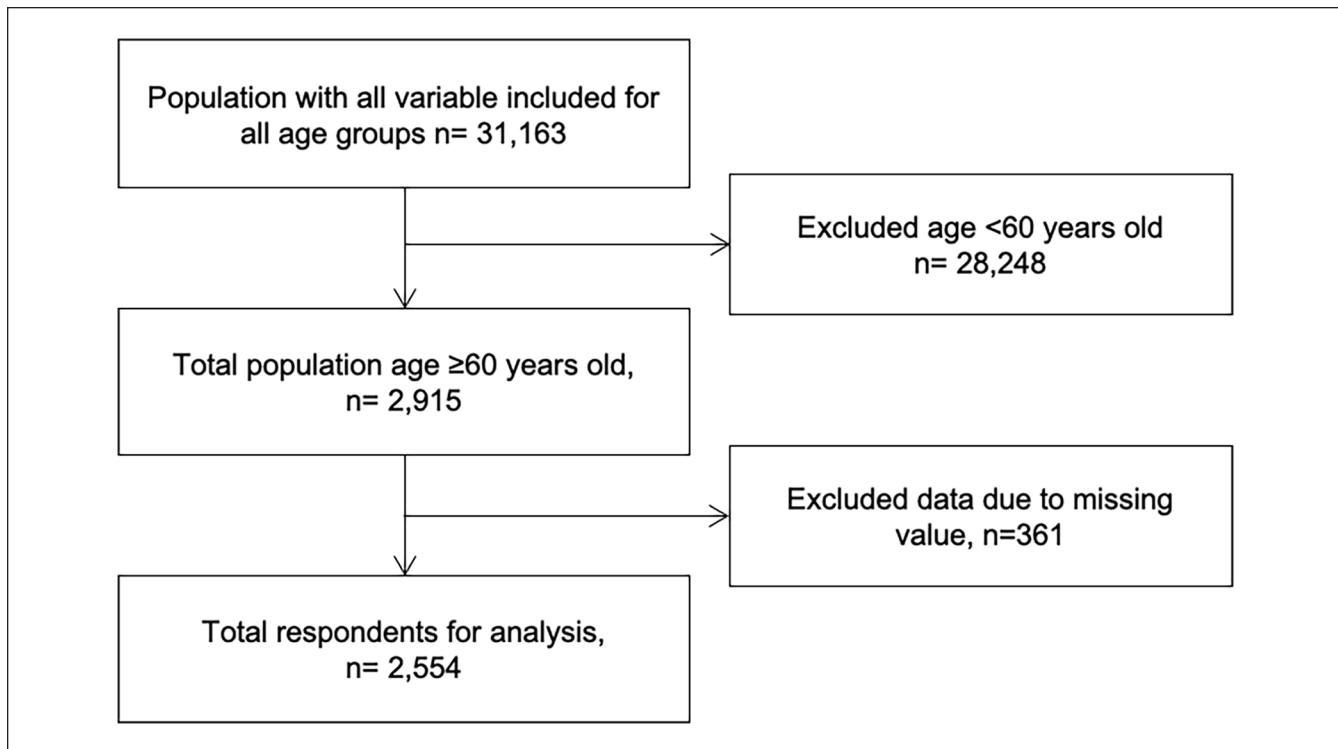 Population with all variable included for
all age groups n= 31,163
Excluded age <60 years old
n= 28,248
Total population age ≥60 years old,
n= 2,915
Excluded data due to missing
value, n=361
Total respondents for analysis,
n= 2,554